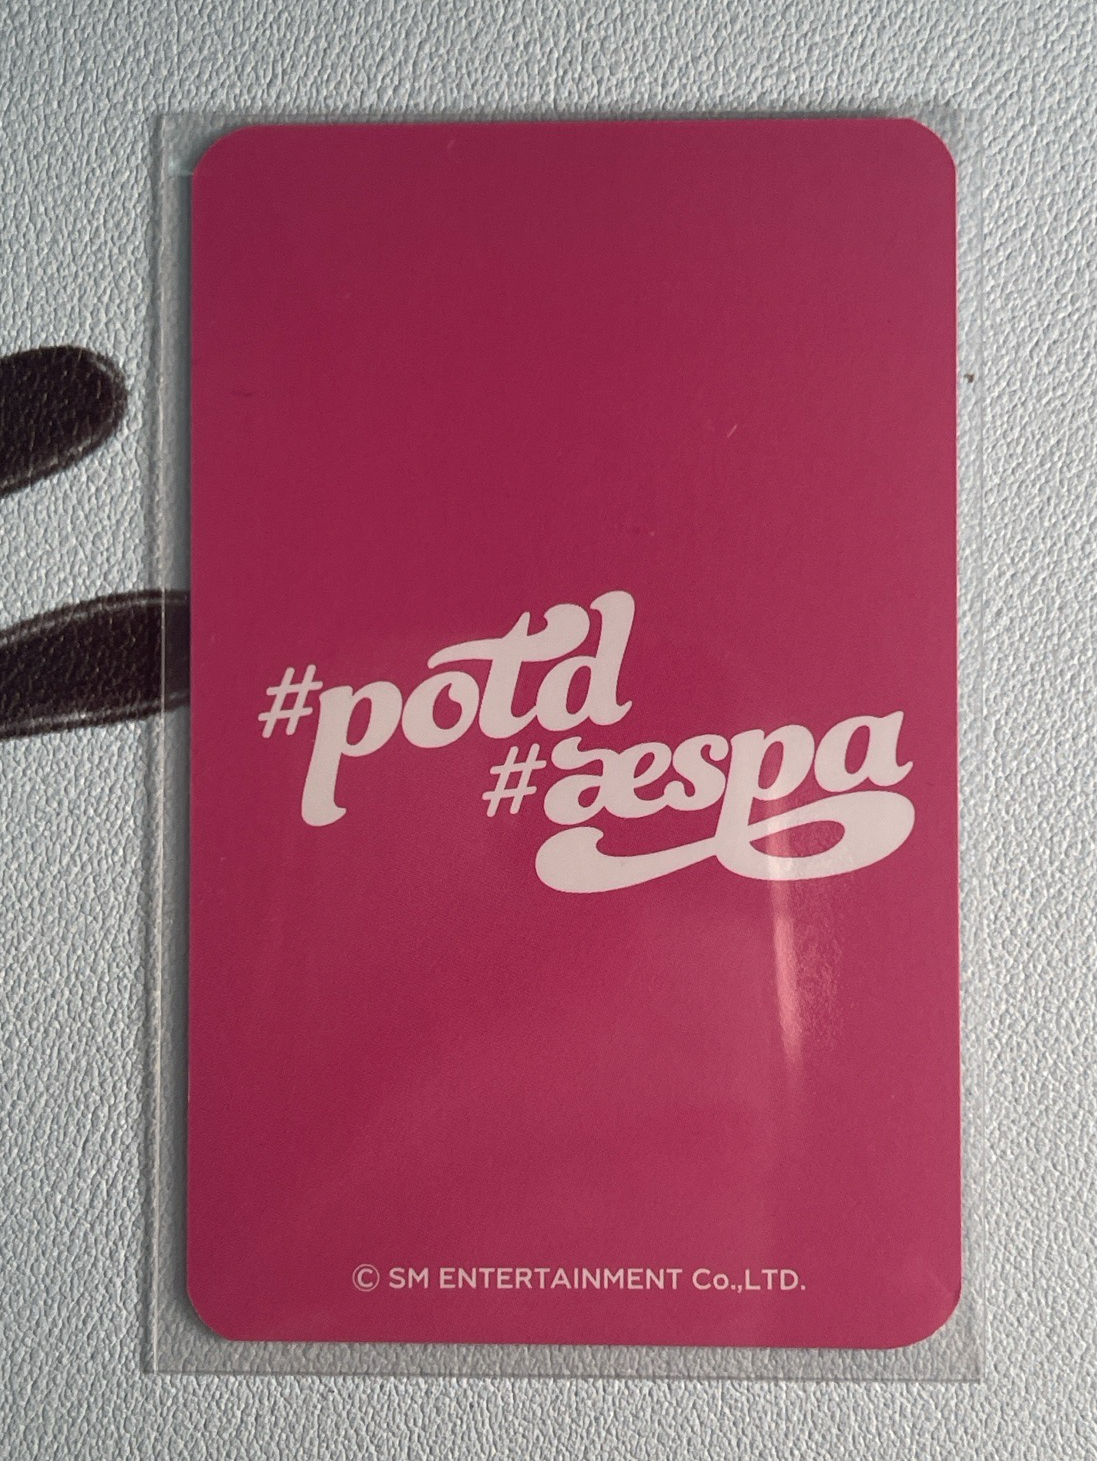 #potd
#æspa
© SM ENTERTAINMENT Co.,LTD.